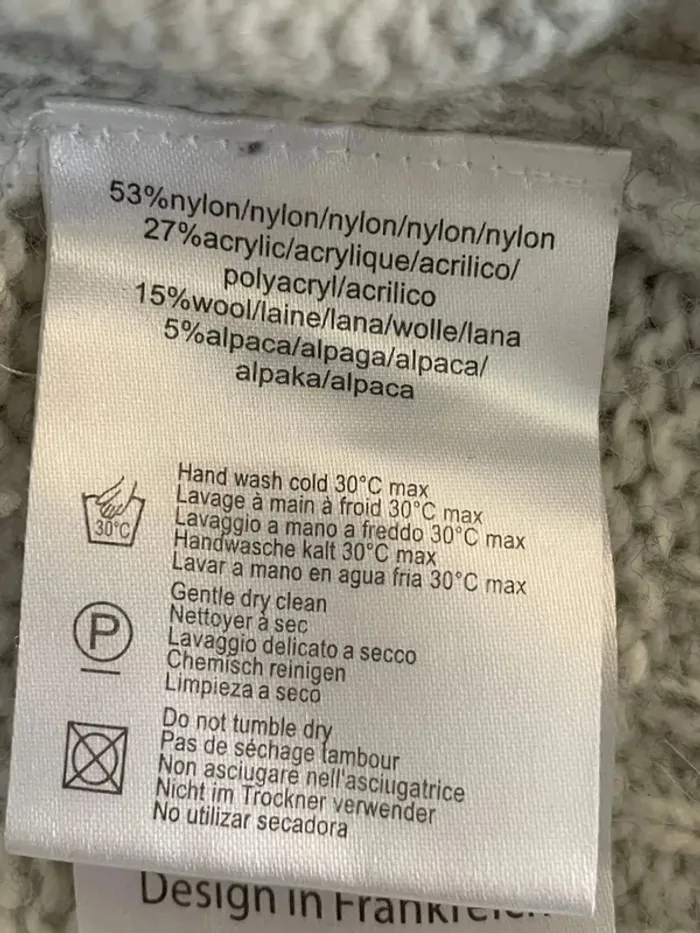 53%nylon/nylon/nylon/nylon/nylon
27%acrylic/acrylique/acrilico/
polyacryl/acrilico
15%wool/laine/lana/wolle/lana
5%alpaca/alpaga/alpaca/
alpaka/alpaca
Hand wash cold 30°C max
Lavage à main à froid 30°C max
30°C
Lavaggio a mano a freddo 30°C max
Handwasche kalt 30°C max
Lavar a mano en agua fria 30°C max
Gentle dry clean
Nettoyer à sec
P
Lavaggio delicato a secco
Chemisch reinigen
Limpieza a seco
Do not tumble dry
Pas de séchage tambour
Non asciugare nell'asciugatrice
Nicht im Trockner verwender
No utilizar secadora
Design in